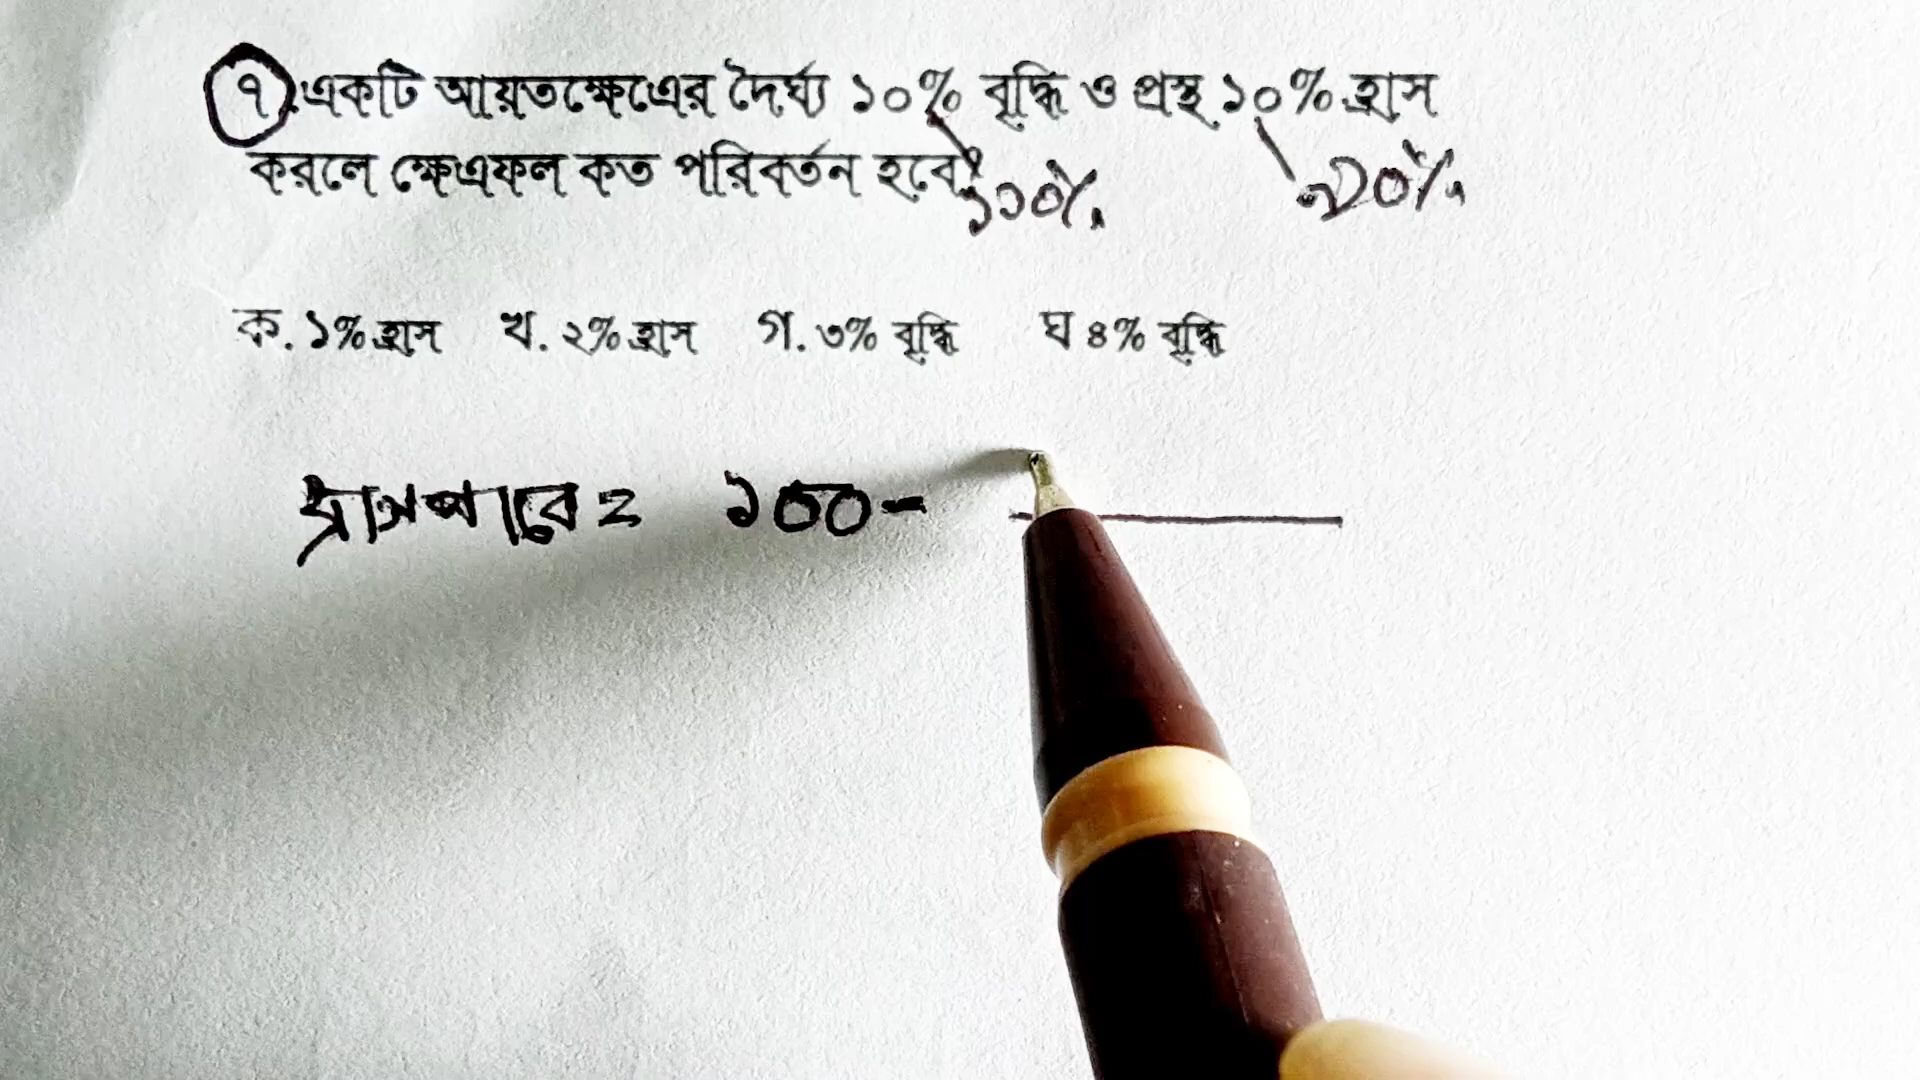 ৭.একটি আয়তক্ষেএের দৈর্ঘ্য ১০% বৃদ্ধি ও প্রস্থ ১০% হ্রাস
করলে ক্ষেএফল কত পরিবর্তন হবে?
১১০% ৯০%
ক. ১% হ্রাস খ. ২% হ্রাস গ. ৩% বৃদ্ধি ঘ ৪% বৃদ্ধি
হ্রাসপাবে = ১০০-